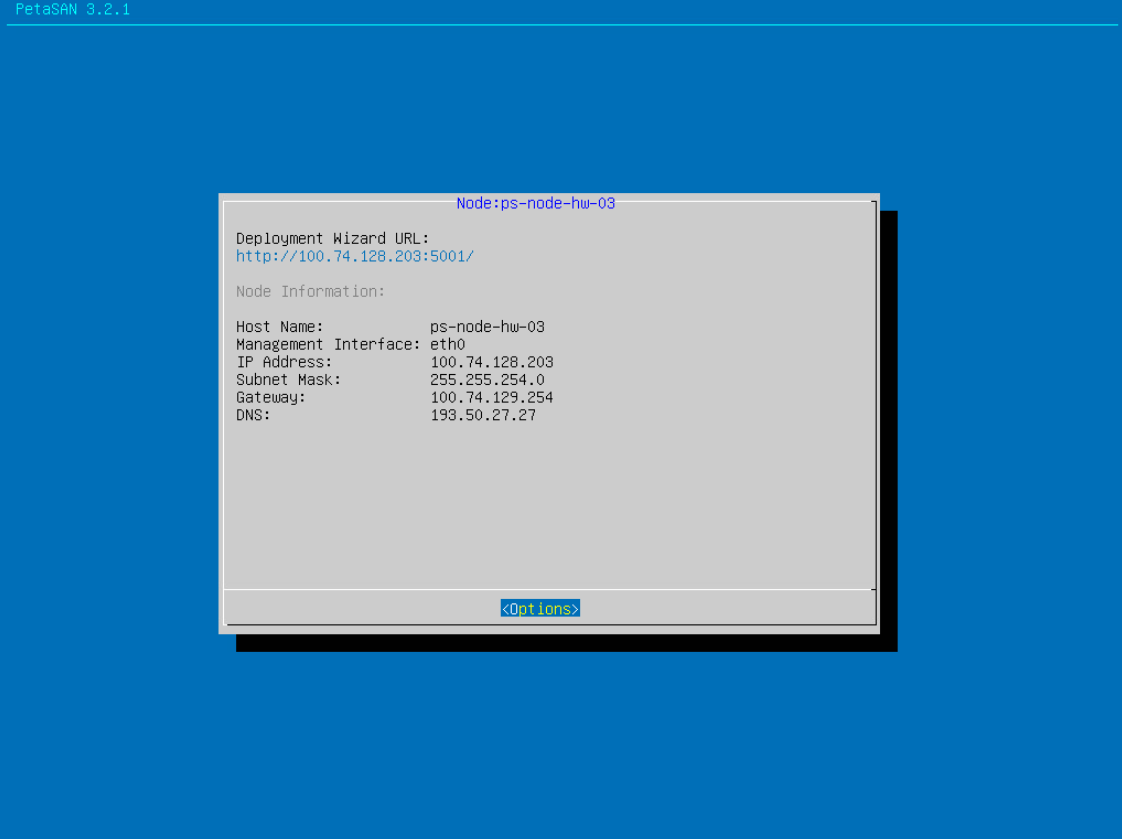 PetaSAN 3.2.1
Node:ps-node-hw-03
Deployment Wizard URL:
http://100.74.128.203:5001/
Node Information:
Host Name: ps-node-hw-03
Management Interface: eth0
IP Address: 100.74.128.203
Subnet Mask: 255.255.254.0
Gateway: 100.74.129.254
DNS: 193.50.27.27
<Options>